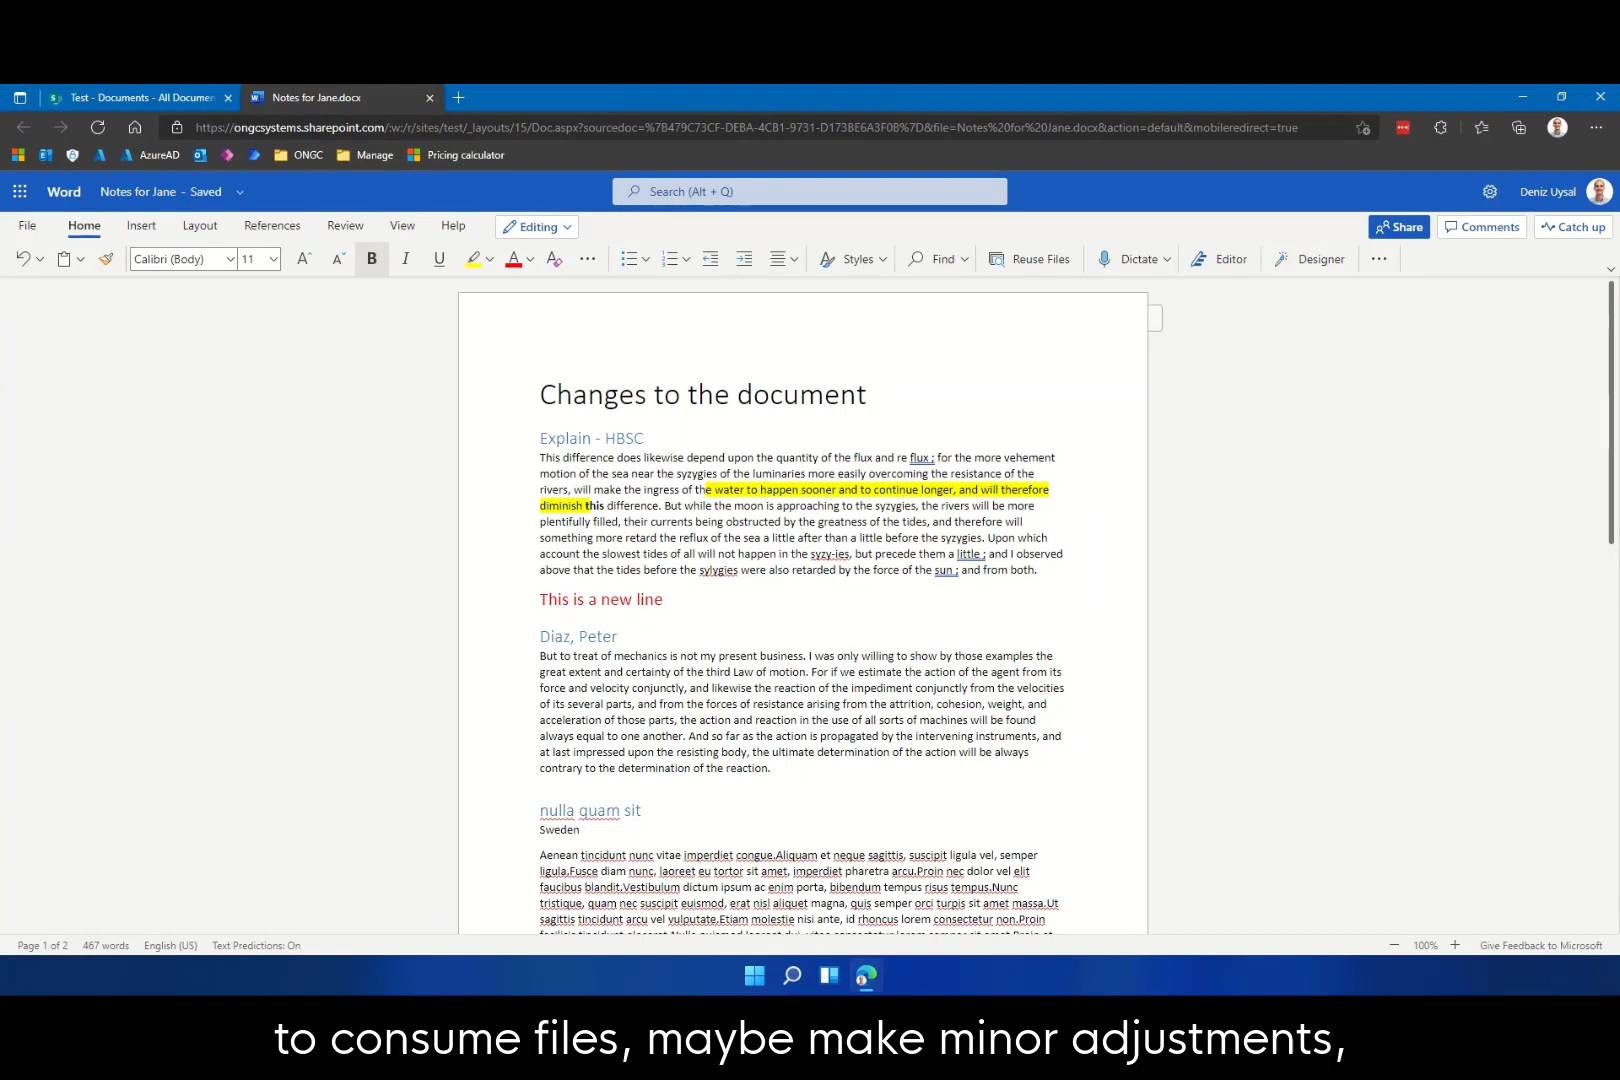 Test - Documents - All Documen
Notes for Jane.docx
https://ongcsystems.sharepoint.com/:w:/r/sites/test/_layouts/15/Doc.aspx?sourcedoc=%7B479C73CF-DEBA-4CB1-9731-D173BE6A3F0B%7D&file=Notes%20for%20Jane.docx&action=default&mobileredirect=true
AzureAD ONGC Manage Pricing calculator
Word Notes for Jane - Saved
Search (Alt + Q)
Deniz Uysal
File Home Insert Layout References Review View Help Editing
Share Comments Catch up
Calibri (Body) 11 A A B I U A A Styles Find Reuse Files Dictate Editor Designer
Changes to the document
Explain - HBSC
This difference does likewise depend upon the quantity of the flux and re flux ; for the more vehement
motion of the sea near the syzygies of the luminaries more easily overcoming the resistance of the
rivers, will make the ingress of the water to happen sooner and to continue longer, and will therefore
diminish this difference. But while the moon is approaching to the syzygies, the rivers will be more
plentifully filled, their currents being obstructed by the greatness of the tides, and therefore will
something more retard the reflux of the sea a little after than a little before the syzygies. Upon which
account the slowest tides of all will not happen in the syzy-ies, but precede them a little ; and I observed
above that the tides before the sylygies were also retarded by the force of the sun ; and from both.
This is a new line
Diaz, Peter
But to treat of mechanics is not my present business. I was only willing to show by those examples the
great extent and certainty of the third Law of motion. For if we estimate the action of the agent from its
force and velocity conjunctly, and likewise the reaction of the impediment conjunctly from the velocities
of its several parts, and from the forces of resistance arising from the attrition, cohesion, weight, and
acceleration of those parts, the action and reaction in the use of all sorts of machines will be found
always equal to one another. And so far as the action is propagated by the intervening instruments, and
at last impressed upon the resisting body, the ultimate determination of the action will be always
contrary to the determination of the reaction.
nulla quam sit
Sweden
Aenean tincidunt nunc vitae imperdiet congue.Aliquam et neque sagittis, suscipit ligula vel, semper
ligula.Fusce diam nunc, laoreet eu tortor sit amet, imperdiet pharetra arcu.Proin nec dolor vel elit
faucibus blandit.Vestibulum dictum ipsum ac enim porta, bibendum tempus risus tempus.Nunc
tristique, quam nec suscipit euismod, erat nisl aliquet magna, quis semper orci turpis sit amet massa.Ut
sagittis tincidunt arcu vel vulputate.Etiam molestie nisi ante, id rhoncus lorem consectetur non.Proin
Page 1 of 2 467 words English (US) Text Predictions: On
100% Give Feedback to Microsoft
to consume files, maybe make minor adjustments,